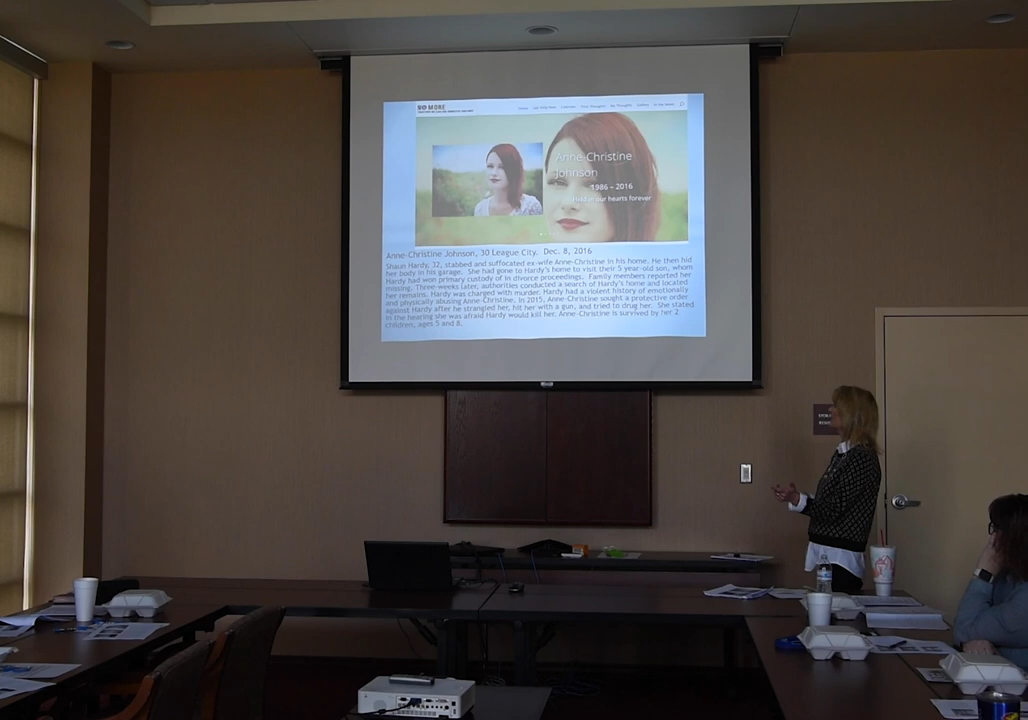 NO MORE
Anne-Christine
Johnson
1986 – 2016
Held in our hearts forever
Anne-Christine Johnson, 30 League City. Dec. 8, 2016
Shaun Hardy, 32, stabbed and suffocated ex-wife Anne-Christine in his home. He then hid
her body in his garage. She had gone to Hardy's home to visit their 5 year-old son, whom
Hardy had won primary custody of in divorce proceedings. Family members reported her
missing. Three-weeks later, authorities conducted a search of Hardy's home and located
her remains. Hardy was charged with murder. Hardy had a violent history of emotionally
and physically abusing Anne-Christine. In 2015, Anne-Christine sought a protective order
against Hardy after he strangled her, hit her with a gun, and tried to drug her. She stated
in the hearing she was afraid Hardy would kill her. Anne-Christine is survived by her 2
children, ages 5 and 8.